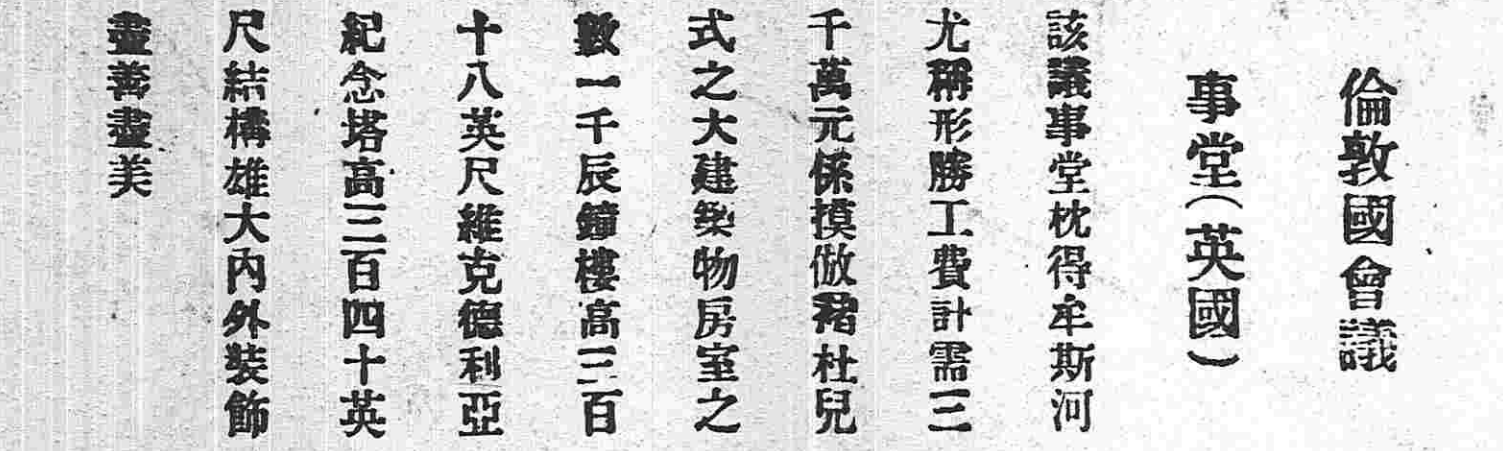 倫敦國會議
事堂(英國)
該議事堂枕得牟斯河
尤稱形勝工費計需三
千萬元係摸倣豬杜兒
式之大建築物房室之
數一千辰鐘樓高三百
十八英尺維克德利亞
紀念塔高三百四十英
尺結構雄大內外裝飾
盡善盡美